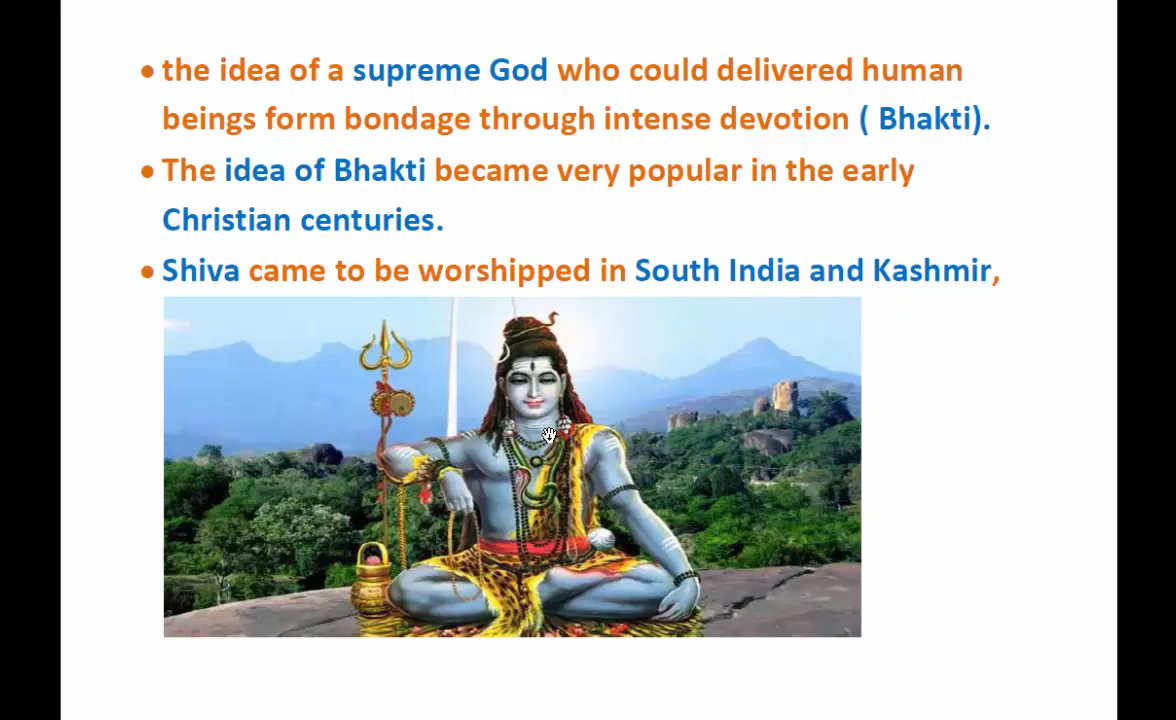 • the idea of a supreme God who could delivered human
beings form bondage through intense devotion ( Bhakti).
• The idea of Bhakti became very popular in the early
Christian centuries.
• Shiva came to be worshipped in South India and Kashmir,